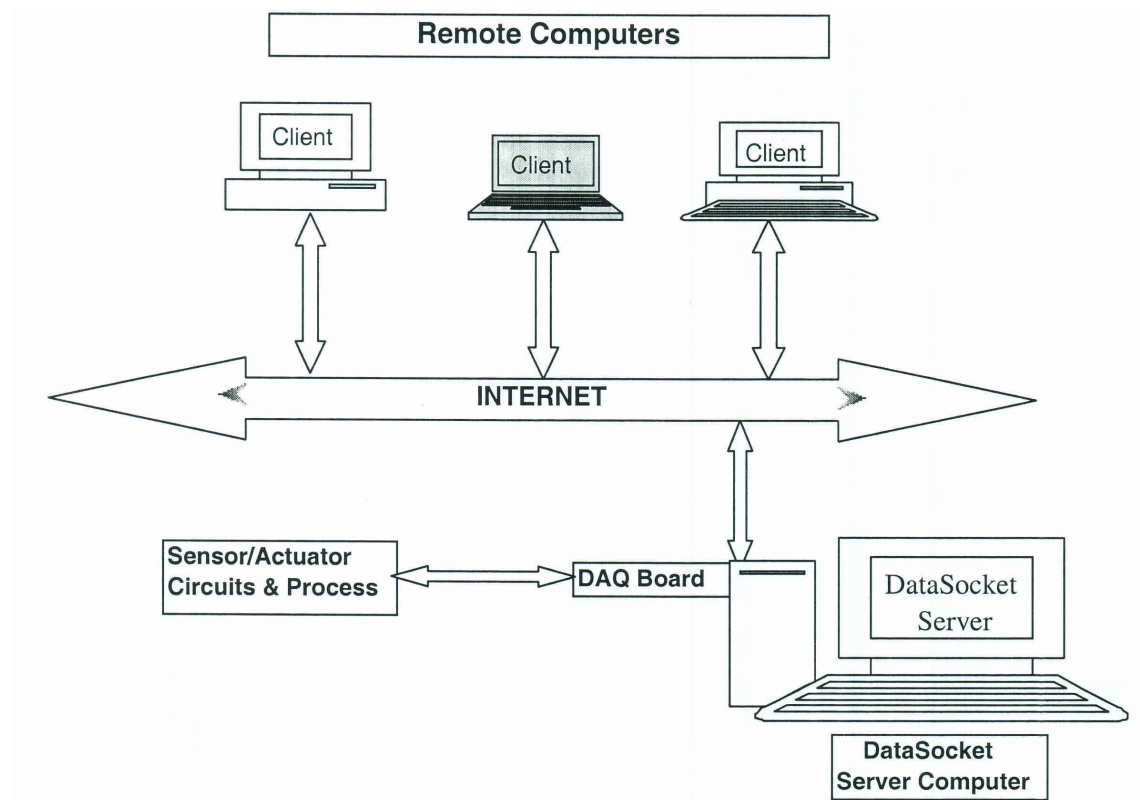 Remote Computers
Client
Client
Client
INTERNET
Sensor/Actuator
Circuits & Process
DAQ Board
DataSocket
Server
DataSocket
Server Computer